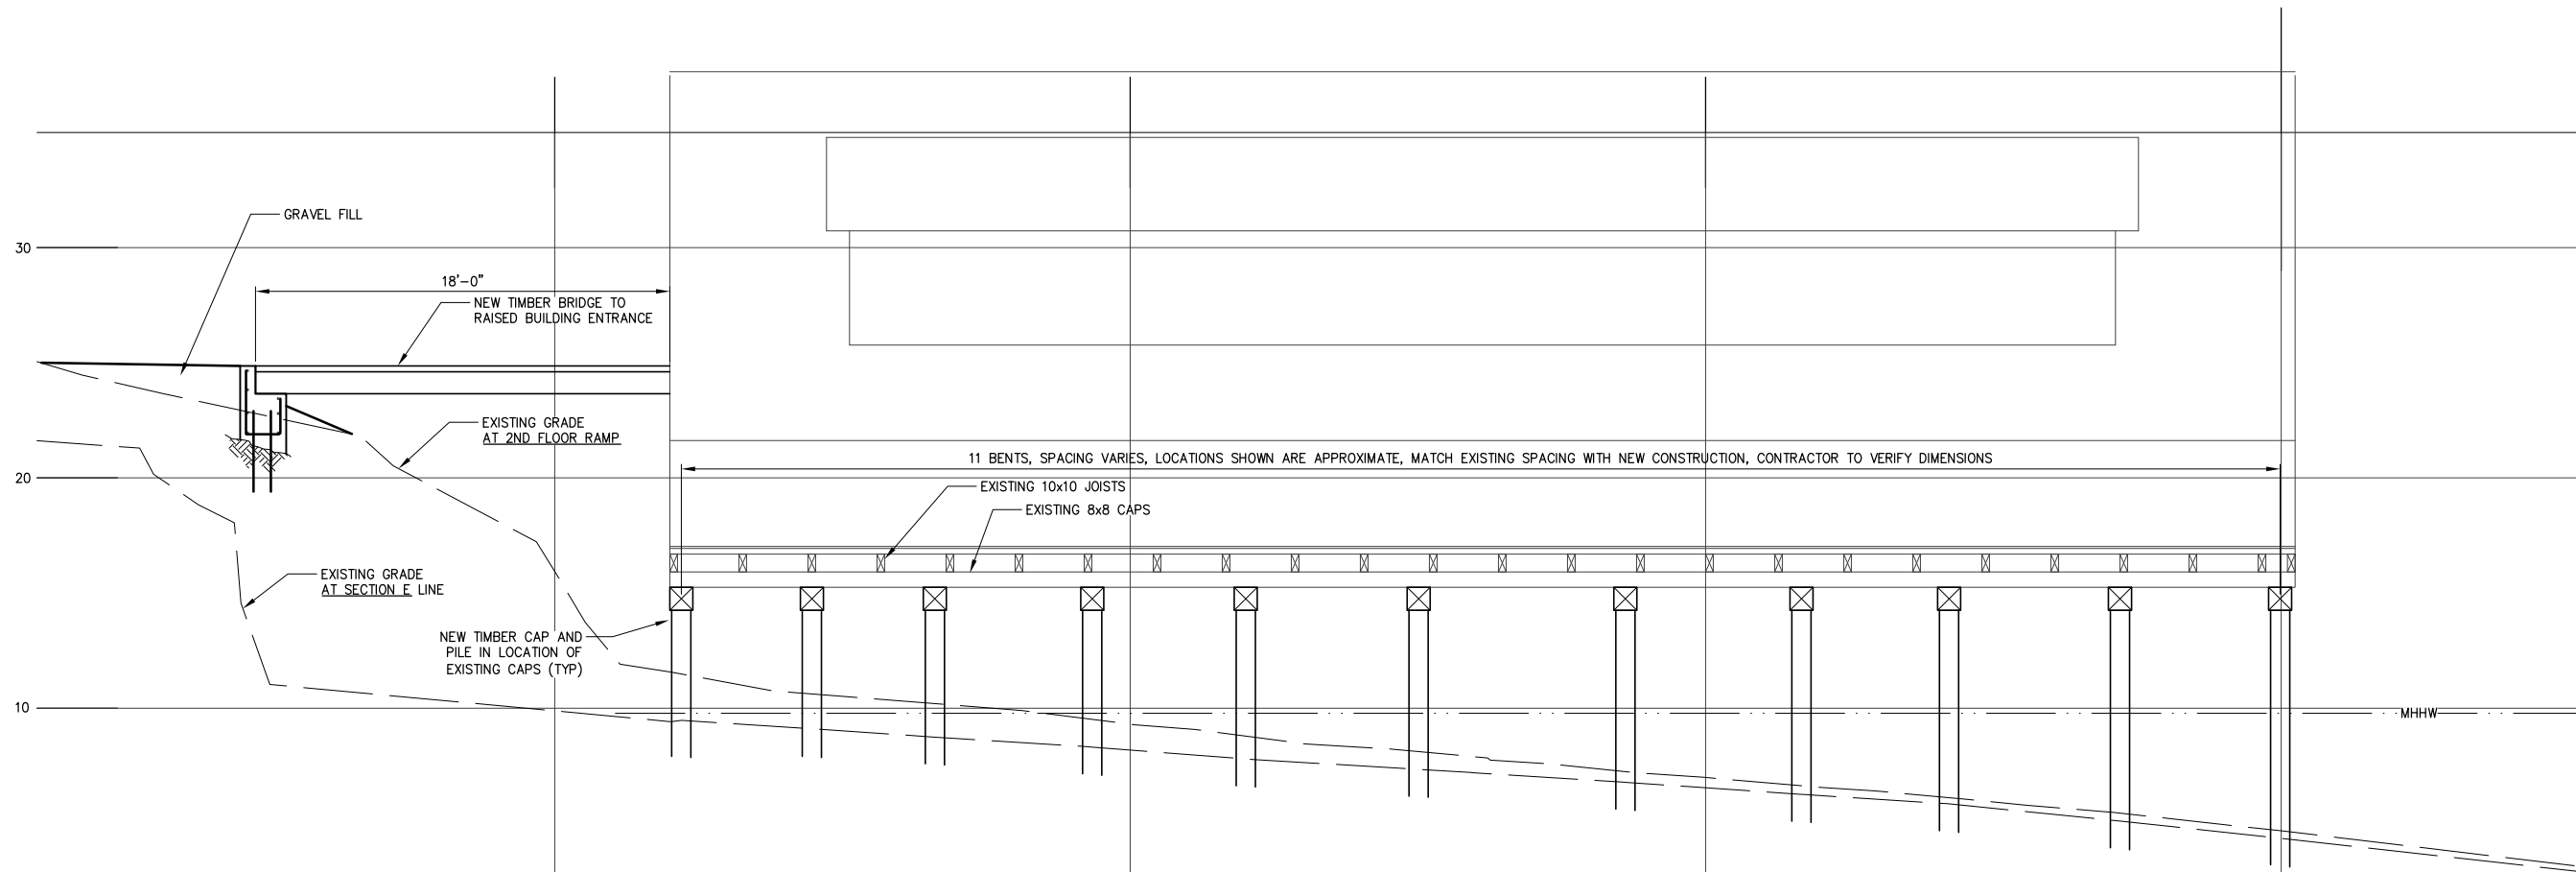 GRAVEL FILL
30
18'-0"
NEW TIMBER BRIDGE TO
RAISED BUILDING ENTRANCE
EXISTING GRADE
AT 2ND FLOOR RAMP
11 BENTS, SPACING VARIES, LOCATIONS SHOWN ARE APPROXIMATE, MATCH EXISTING SPACING WITH NEW CONSTRUCTION, CONTRACTOR TO VERIFY DIMENSIONS
20
EXISTING 10x10 JOISTS
EXISTING 8x8 CAPS
EXISTING GRADE
AT SECTION E LINE
NEW TIMBER CAP AND
PILE IN LOCATION OF
EXISTING CAPS (TYP)
10
MHHW